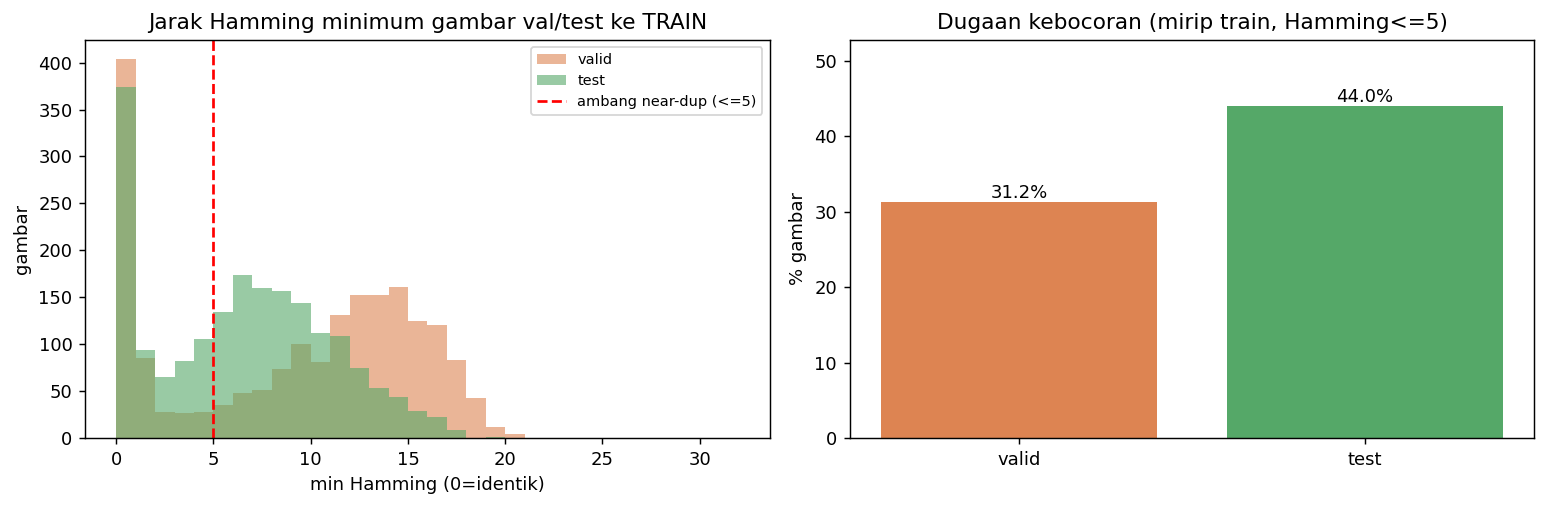 Jarak Hamming minimum gambar val/test ke TRAIN
valid
test
ambang near-dup (<=5)
400
350
300
250
200
150
100
50
0
gambar
0 5 10 15 20 25 30
min Hamming (0=identik)
Dugaan kebocoran (mirip train, Hamming<=5)
50
40
30
20
10
0
% gambar
31.2%
44.0%
valid test